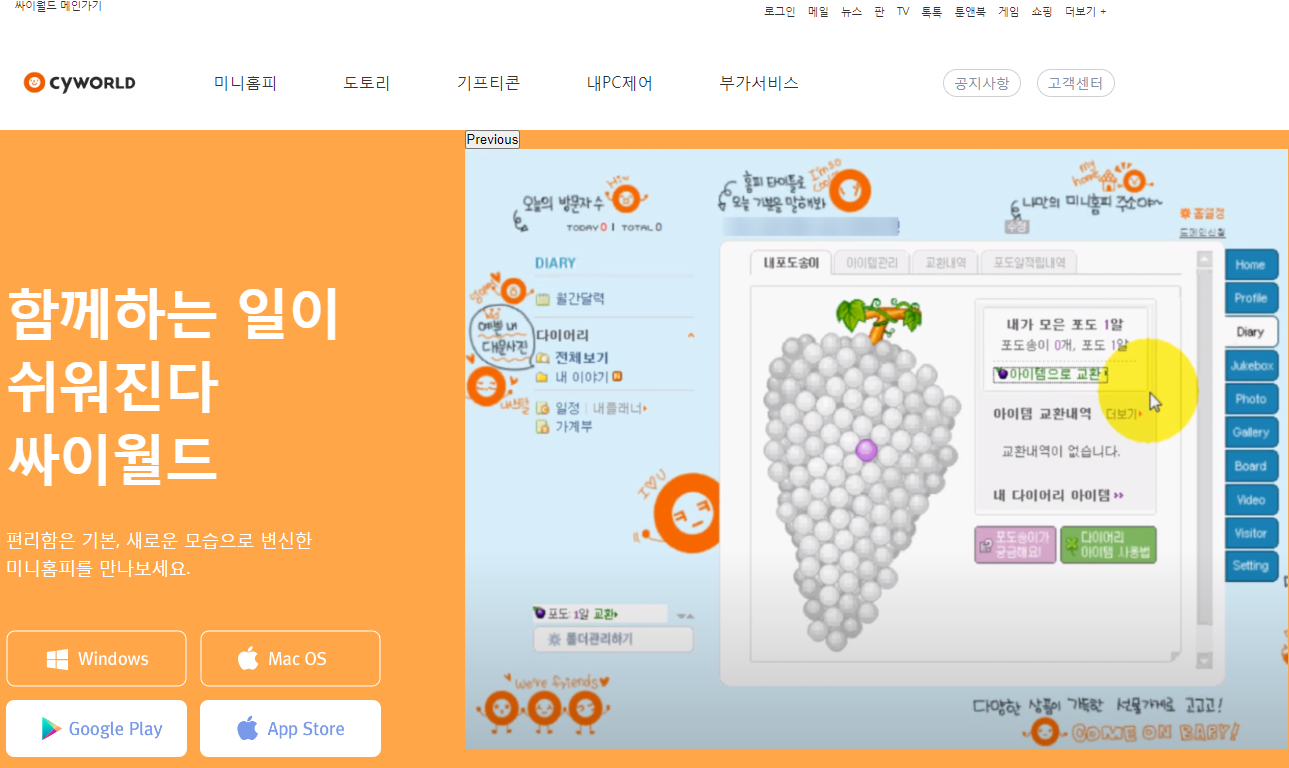 싸이월드 메인가기
로그인 메일 뉴스 판 TV 톡톡 툰앤북 게임 쇼핑 더보기 +
CYWORLD
미니홈피 도토리 기프티콘 내PC제어 부가서비스
공지사항 고객센터
함께하는 일이
쉬워진다
싸이월드
편리함은 기본, 새로운 모습으로 변신한
미니홈피를 만나보세요.
Windows Mac OS
Google Play App Store
Previous
오늘의 방문자수
Hi~
TODAY 0 | TOTAL 0
홈피 타이틀로
오늘 기분을 말해봐
I'm so
cool~
my
home
나만의 미니홈피 주소야~
수정
홈설정
도메인신청
DIARY
월간달력
예쁜 내
대문사진
다이어리
전체보기
내 이야기 N
일정 | 내플래너
가계부
I ♥ U
포도: 1알 교환
폴더관리하기
we're friends
내포도송이 아이템관리 교환내역 포도알적립내역
내가 모은 포도 1알
포도송이 0개, 포도 1알
아이템으로 교환
아이템 교환내역 더보기
교환내역이 없습니다.
내 다이어리 아이템
포도송이가
궁금해요!
다이어리
아이템 사용법
Home
Profile
Diary
Jukebox
Photo
Gallery
Board
Video
Visitor
Setting
다양한 상품이 가득한 선물가게로 고고고!
COME ON BABY!